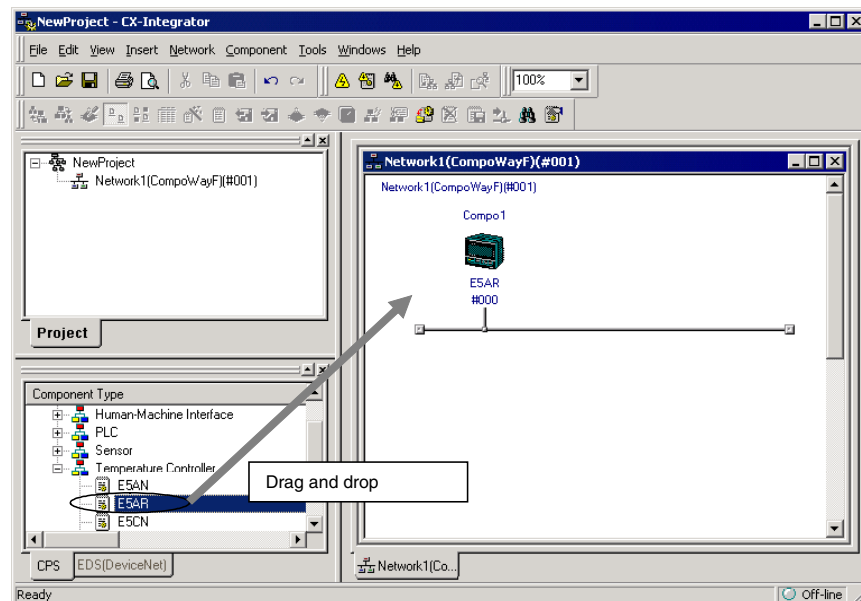 NewProject - CX-Integrator
File Edit View Insert Network Component Tools Windows Help
100%
NewProject
Network1(CompoWayF)(#001)
Project
Component Type
Human-Machine Interface
PLC
Sensor
Temperature Controller
E5AN
E5AR
E5CN
CPS EDS(DeviceNet)
Network1(CompoWayF)(#001)
Network1(CompoWayF)(#001)
Compo1
E5AR
#000
Drag and drop
Network1(Co...
Ready
Off-line